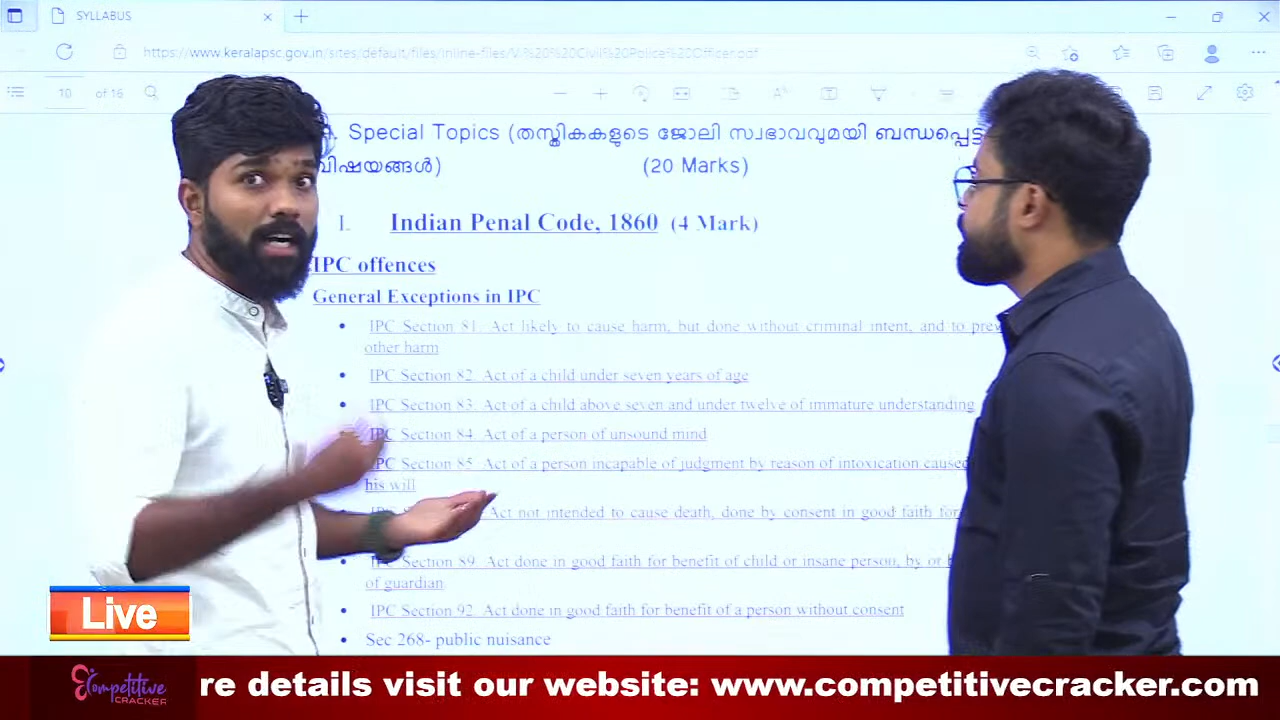 SYLLABUS
https://www.keralapsc.gov.in/sites/default/files/inline-files/V.%20%20Civil%20Police%20Officer.pdf
10 of 16
Special Topics (തസ്തികകളുടെ ജോലി സ്വഭാവവുമയി ബന്ധപ്പെട്ട
വിഷയങ്ങൾ) (20 Marks)
I. Indian Penal Code, 1860 (4 Mark)
IPC offences
General Exceptions in IPC
• IPC Section 81. Act likely to cause harm, but done without criminal intent, and to prev
other harm
• IPC Section 82. Act of a child under seven years of age
• IPC Section 83. Act of a child above seven and under twelve of immature understanding
IPC Section 84. Act of a person of unsound mind
PC Section 85. Act of a person incapable of judgment by reason of intoxication caused
his will
Act not intended to cause death, done by consent in good faith for
IPC Section 89. Act done in good faith for benefit of child or insane person, by or
of guardian
• IPC Section 92. Act done in good faith for benefit of a person without consent
• Sec 268- public nuisance
Live
Competitive
CRACKER
re details visit our website: www.competitivecracker.com